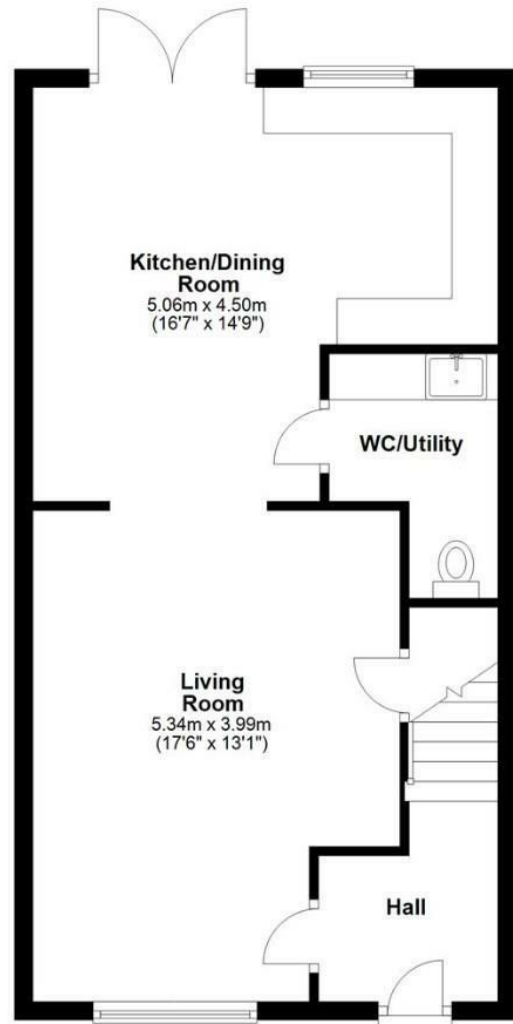 Kitchen/Dining
Room
5.06m x 4.50m
(16'7" x 14'9")
WC/Utility
Living
Room
5.34m x 3.99m
(17'6" x 13'1")
Hall